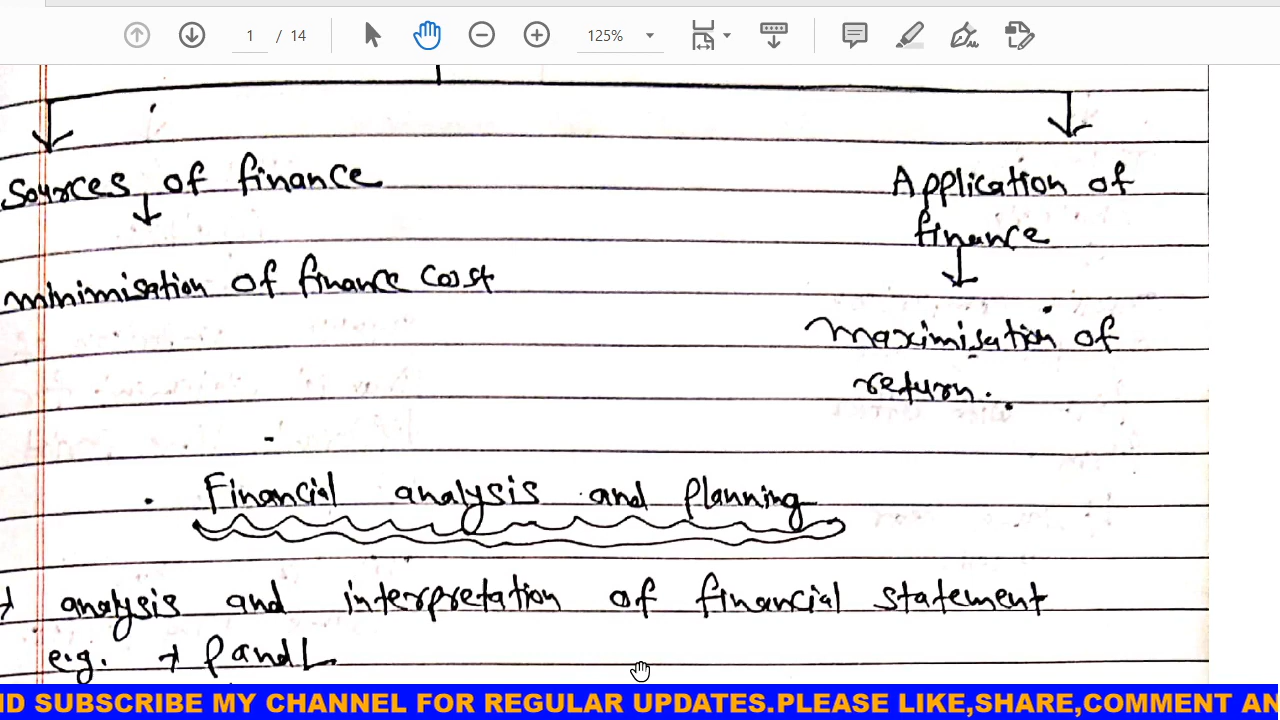 1 / 14
125%
Sources of finance
Application of
finance
minimisation of finance cost
Maximisation of
return.
Financial analysis and planning
→ analysis and interpretation of financial statement
e.g. → P and L
ND SUBSCRIBE MY CHANNEL FOR REGULAR UPDATES.PLEASE LIKE,SHARE,COMMENT AN